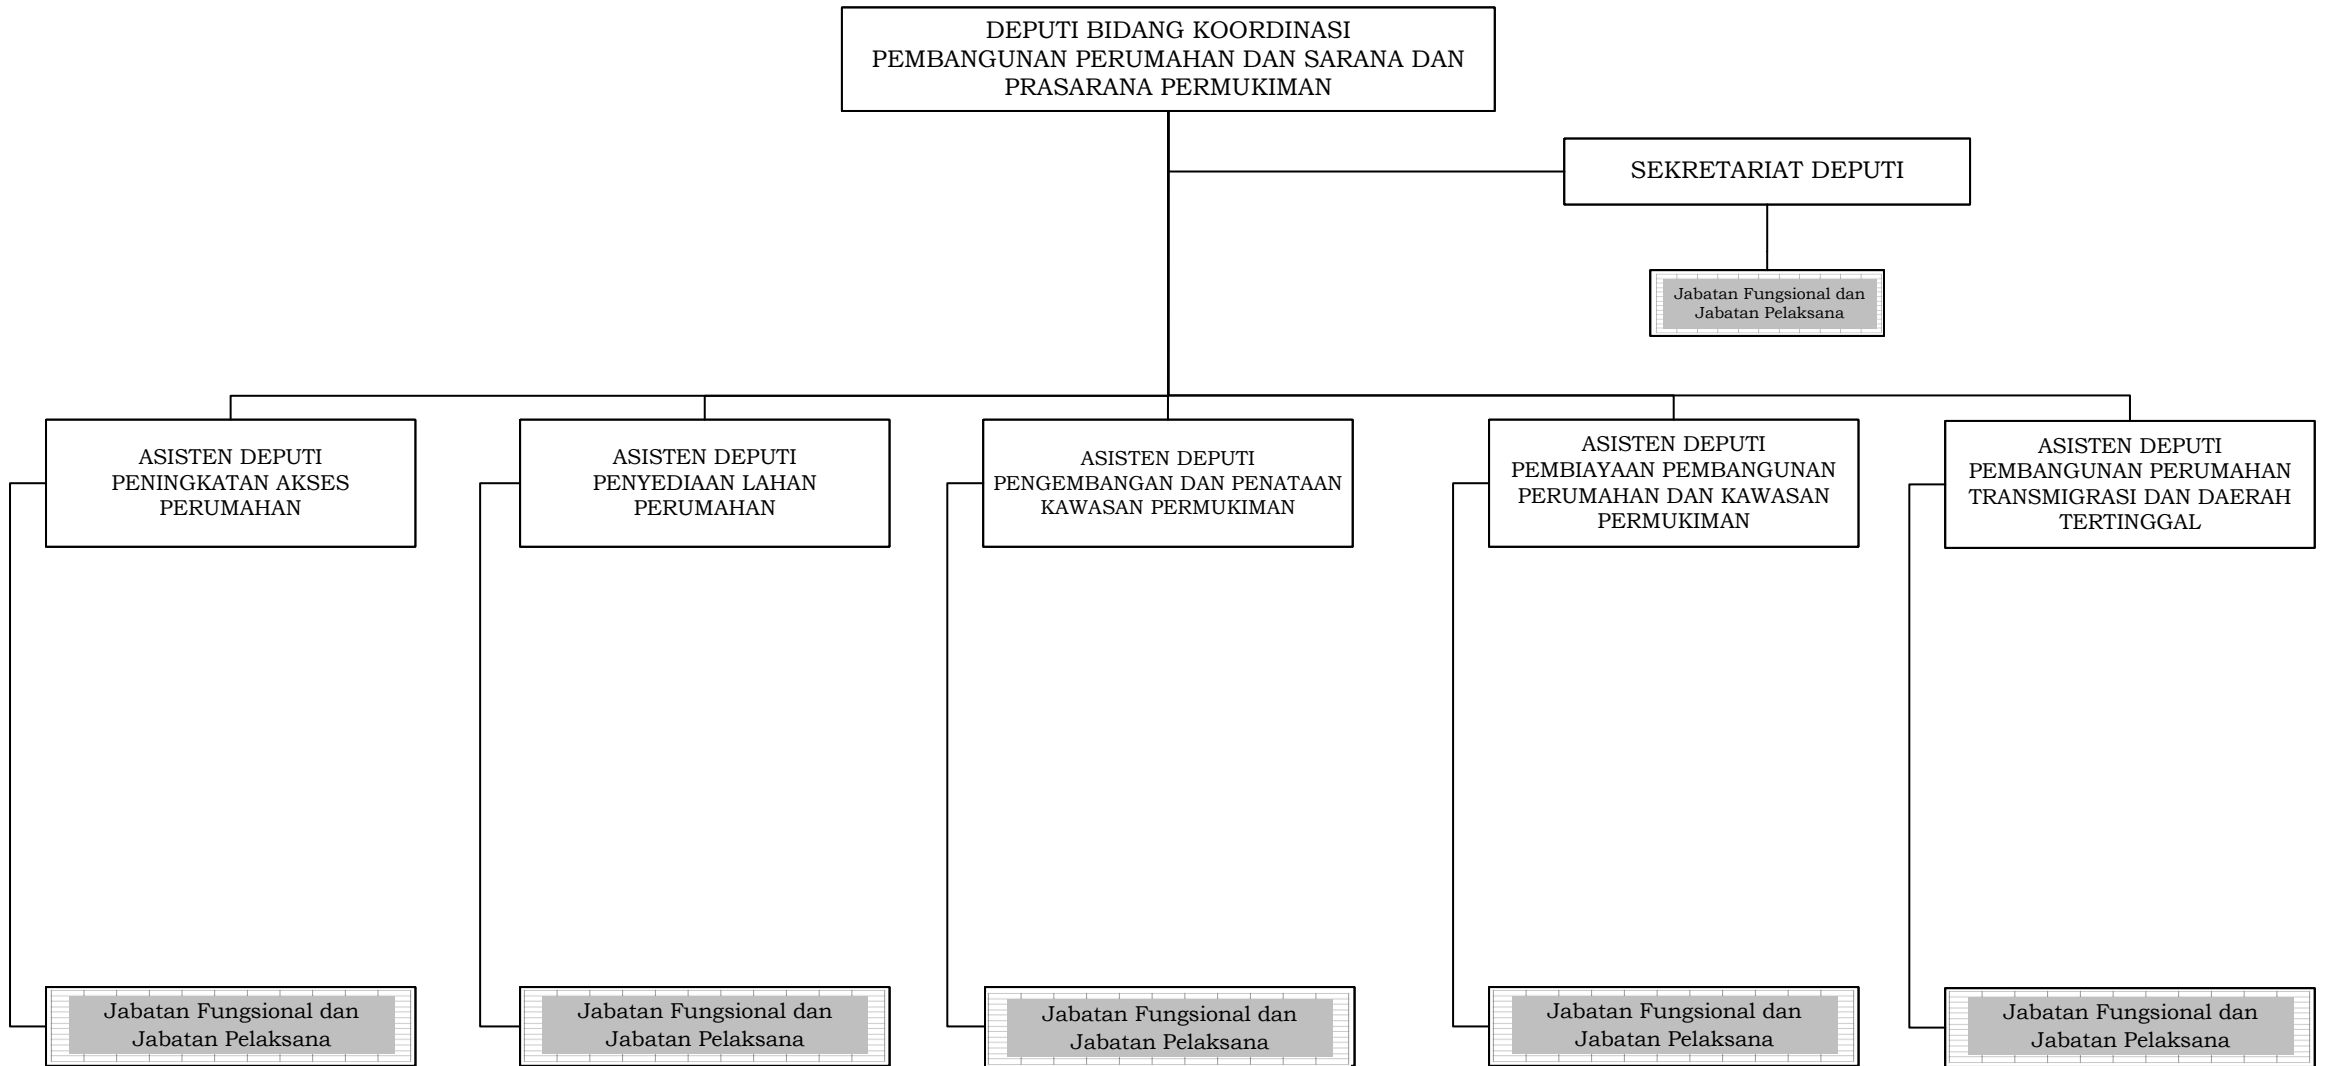 DEPUTI BIDANG KOORDINASI
PEMBANGUNAN PERUMAHAN DAN SARANA DAN
PRASARANA PERMUKIMAN
SEKRETARIAT DEPUTI
Jabatan Fungsional dan
Jabatan Pelaksana
ASISTEN DEPUTI
PENINGKATAN AKSES
PERUMAHAN
ASISTEN DEPUTI
PENYEDIAAN LAHAN
PERUMAHAN
ASISTEN DEPUTI
PENGEMBANGAN DAN PENATAAN
KAWASAN PERMUKIMAN
ASISTEN DEPUTI
PEMBIAYAAN PEMBANGUNAN
PERUMAHAN DAN KAWASAN
PERMUKIMAN
ASISTEN DEPUTI
PEMBANGUNAN PERUMAHAN
TRANSMIGRASI DAN DAERAH
TERTINGGAL
Jabatan Fungsional dan
Jabatan Pelaksana
Jabatan Fungsional dan
Jabatan Pelaksana
Jabatan Fungsional dan
Jabatan Pelaksana
Jabatan Fungsional dan
Jabatan Pelaksana
Jabatan Fungsional dan
Jabatan Pelaksana